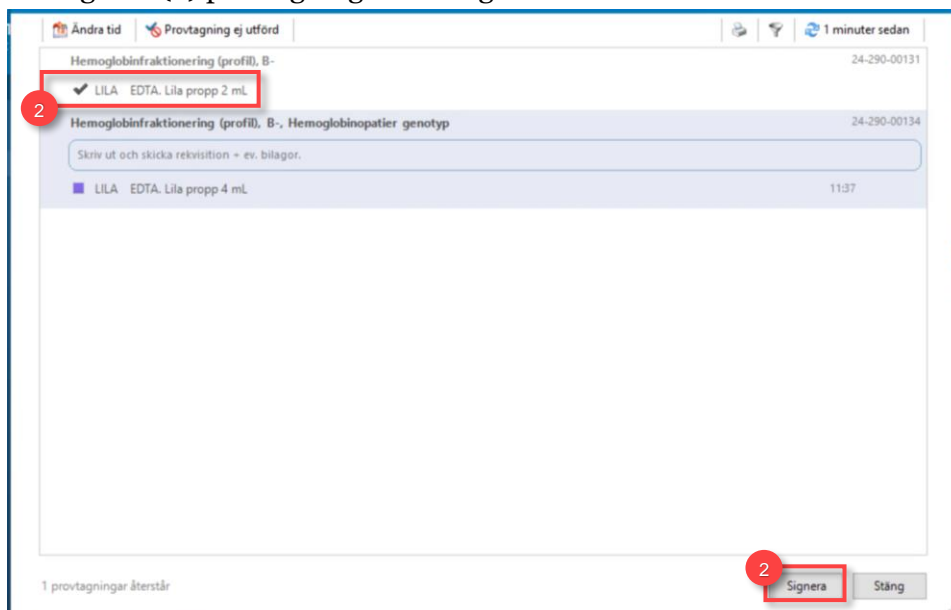 Ändra tid Provtagning ej utförd 1 minuter sedan
Hemoglobinfraktionering (profil), B- 24-290-00131
LILA EDTA. Lila propp 2 mL
2
Hemoglobinfraktionering (profil), B-, Hemoglobinopatier genotyp 24-290-00134
Skriv ut och skicka rekvisition + ev. bilagor.
LILA EDTA. Lila propp 4 mL 11:37
2
1 provtagningar återstår Signera Stäng